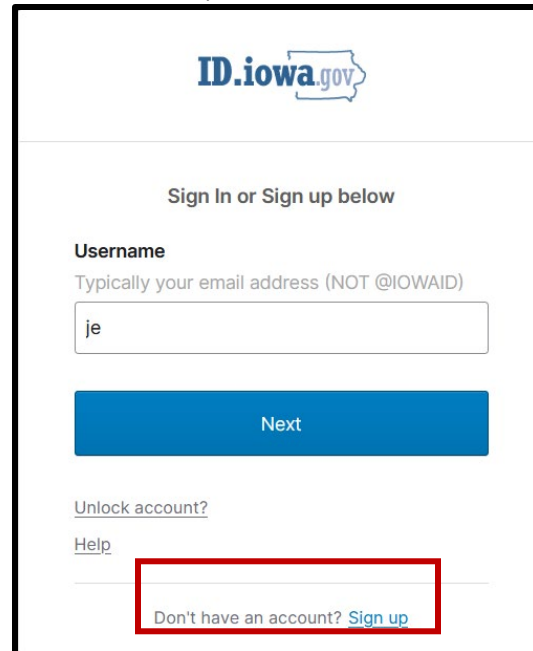 ID.iowa.gov
Sign In or Sign up below
Username
Typically your email address (NOT @IOWAID)
je
Next
Unlock account?
Help
Don't have an account? Sign up